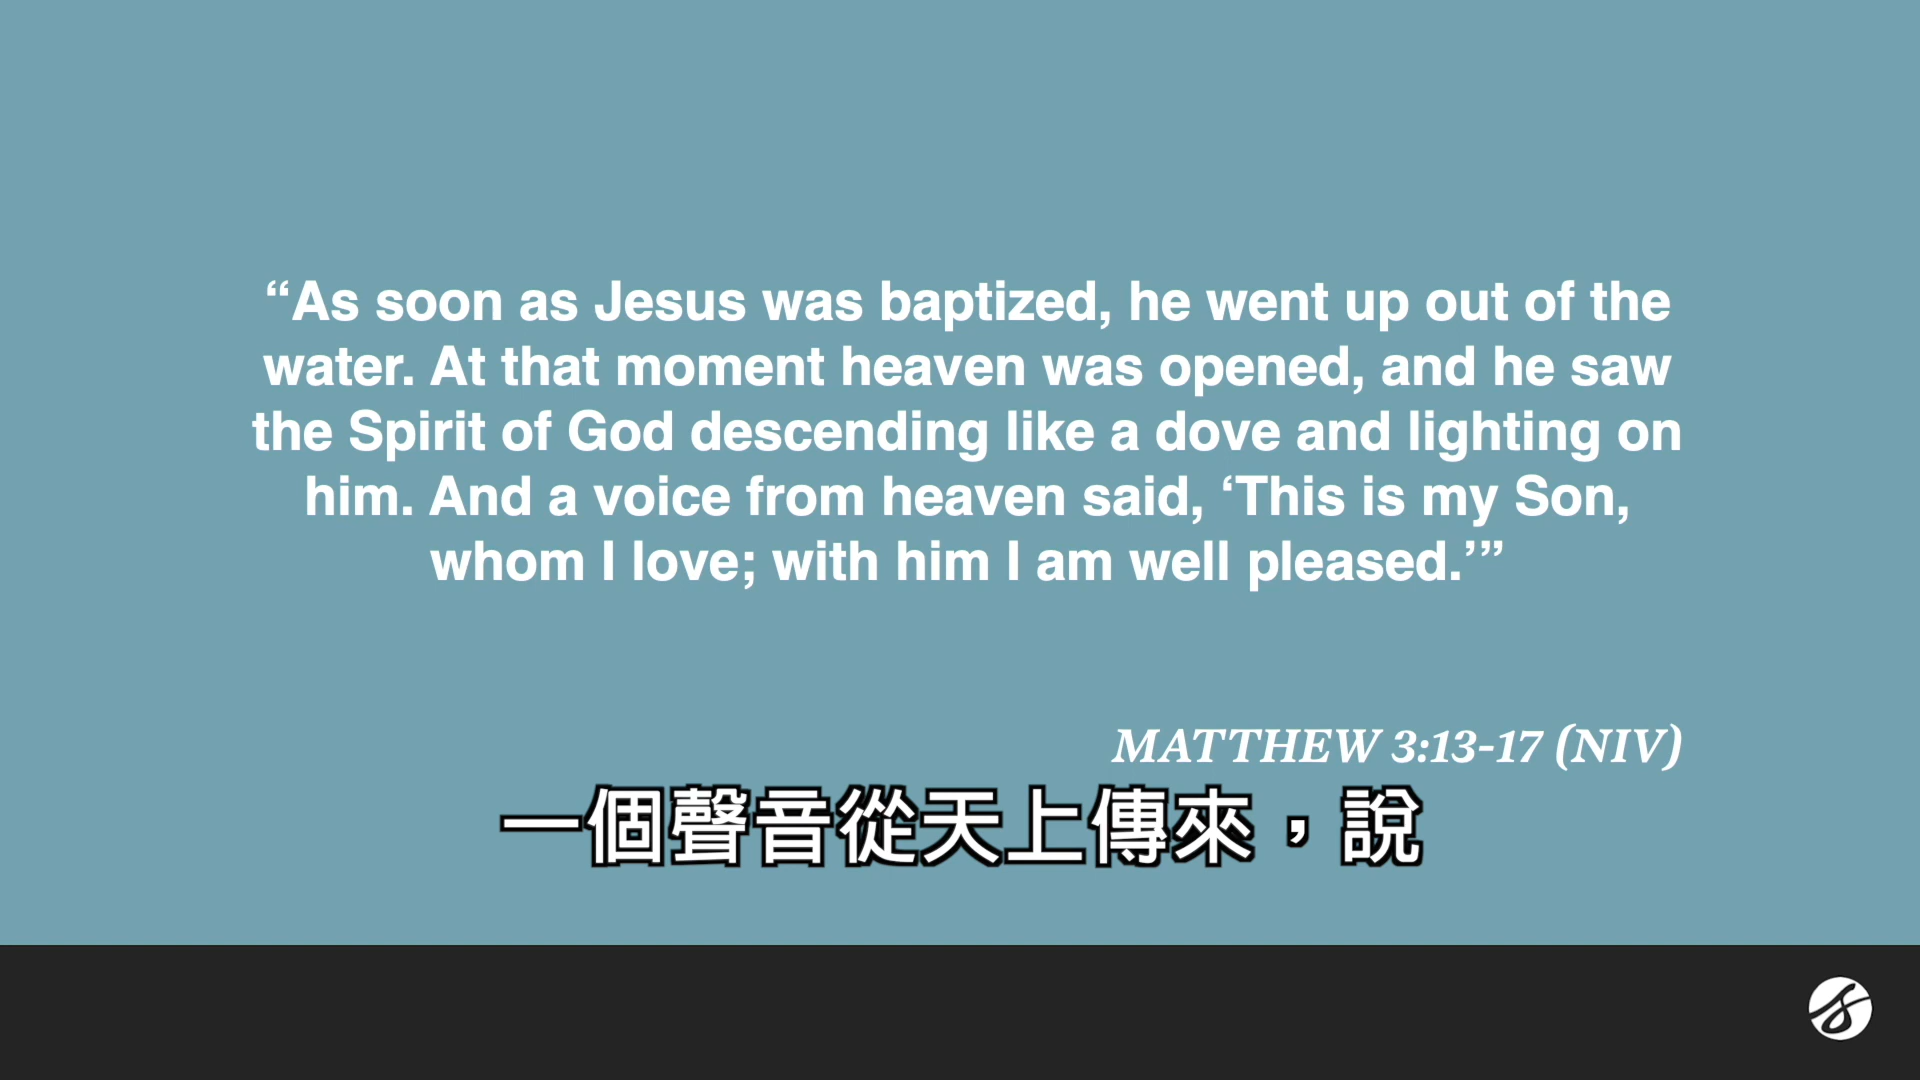 “As soon as Jesus was baptized, he went up out of the
water. At that moment heaven was opened, and he saw
the Spirit of God descending like a dove and lighting on
him. And a voice from heaven said, ‘This is my Son,
whom I love; with him I am well pleased.’”
MATTHEW 3:13-17 (NIV)
一個聲音從天上傳來，說